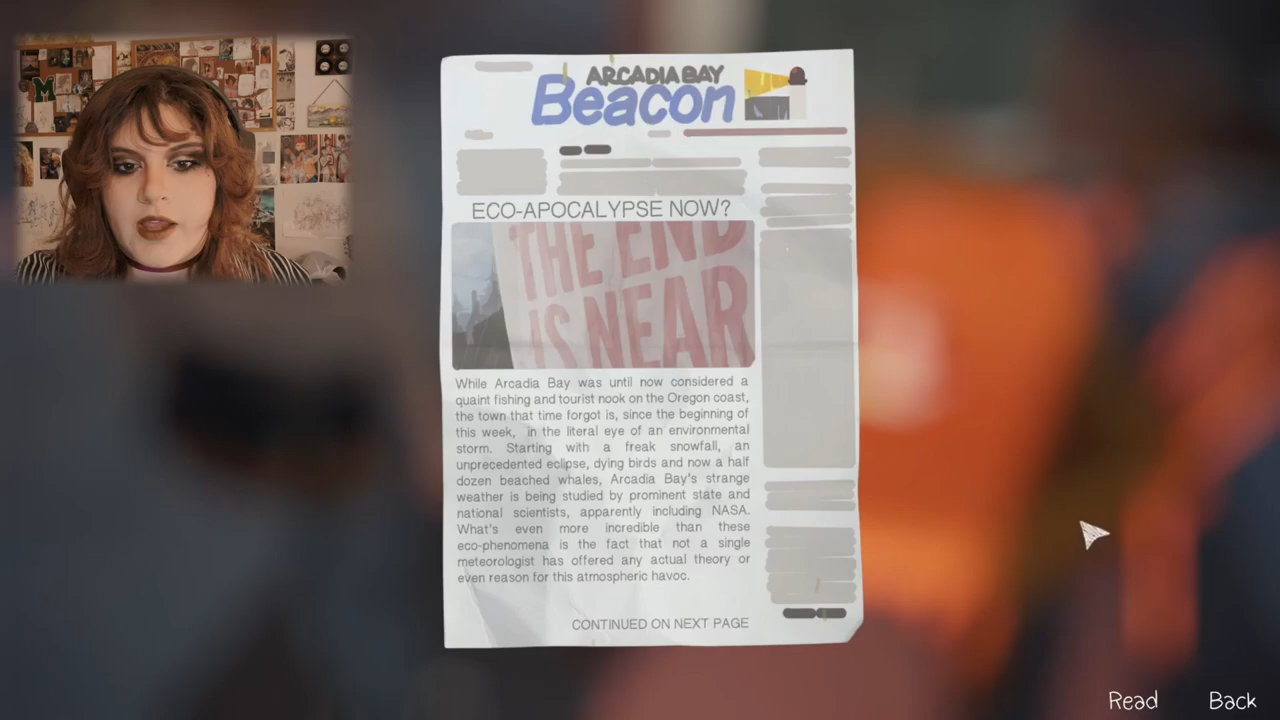 ARCADIA BAY
Beacon
ECO-APOCALYPSE NOW?
THE END
IS NEAR
While Arcadia Bay was until now considered a
quaint fishing and tourist nook on the Oregon coast,
the town that time forgot is, since the beginning of
this week, in the literal eye of an environmental
storm. Starting with a freak snowfall, an
unprecedented eclipse, dying birds and now a half
dozen beached whales, Arcadia Bay's strange
weather is being studied by prominent state and
national scientists, apparently including NASA.
What's even more incredible than these
eco-phenomena is the fact that not a single
meteorologist has offered any actual theory or
even reason for this atmospheric havoc.
CONTINUED ON NEXT PAGE
Read Back
M